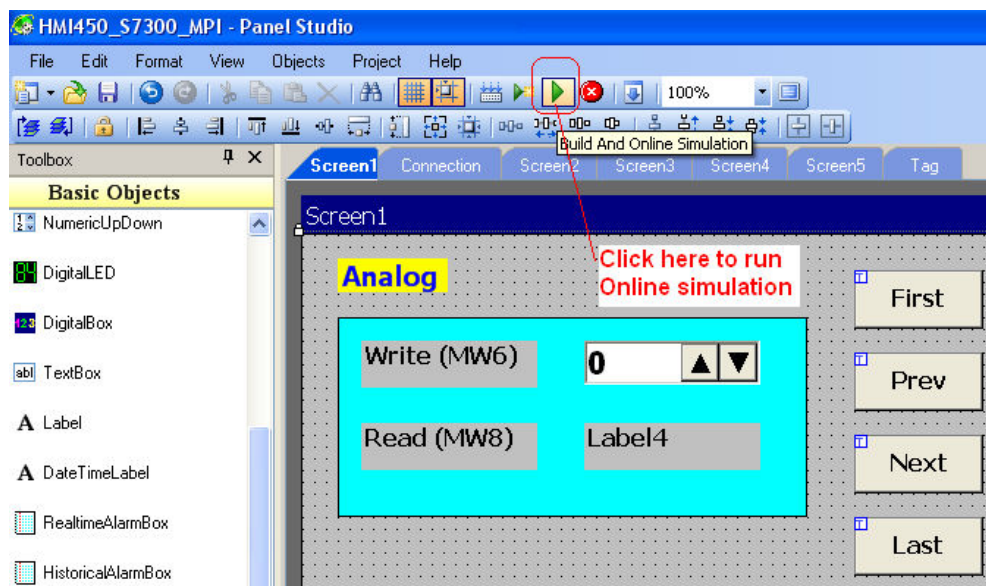 HMI450_S7300_MPI - Panel Studio
File Edit Format View Objects Project Help
100%
Build And Online Simulation
Toolbox
Screen1 Connection Screen2 Screen3 Screen4 Screen5 Tag
Basic Objects
NumericUpDown
DigitalLED
DigitalBox
abl TextBox
A Label
A DateTimeLabel
RealtimeAlarmBox
HistoricalAlarmBox
Screen1
Analog
Click here to run
Online simulation
Write (MW6) 0
Read (MW8) Label4
First
Prev
Next
Last